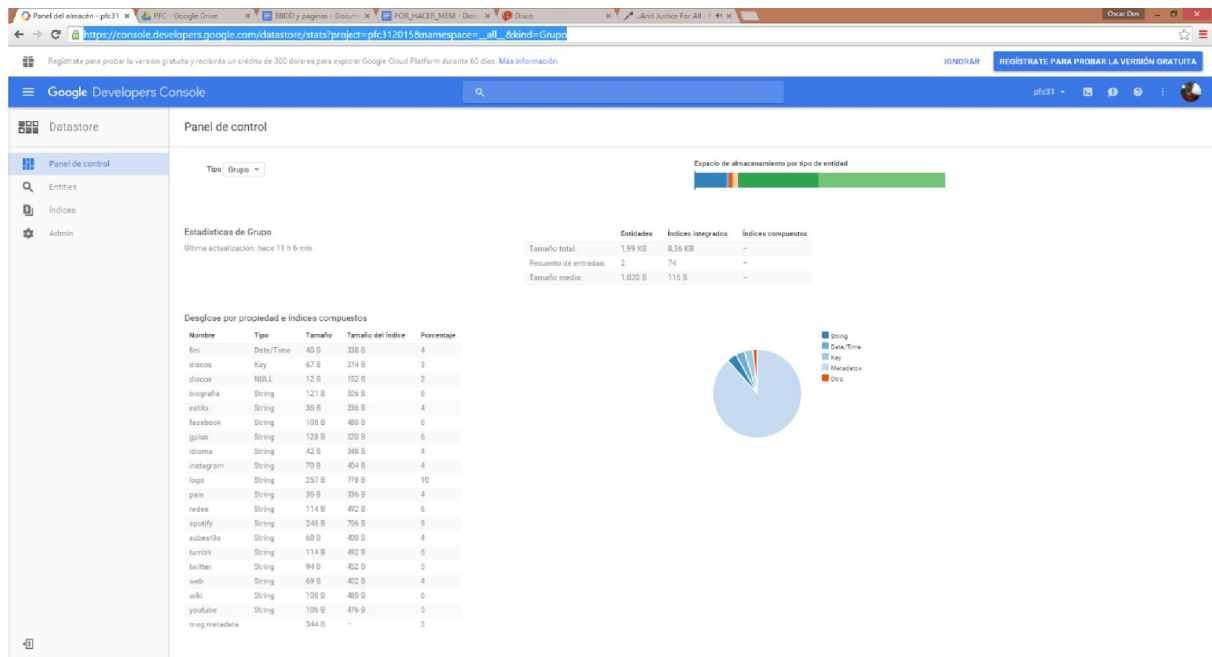 Panel del almacén - pfc31 PFC - Google Drive BBDD y paginas - Docum POR_HACER_MEM - Docu Disco ...And Justice For All - Oscar Dos
https://console.developers.google.com/datastore/stats?project=pfc312015&namespace=__all__&kind=Grupo
Regístrate para probar la versión gratuita y recibirás un crédito de 300 dólares para explorar Google Cloud Platform durante 60 días. Más información IGNORAR REGÍSTRATE PARA PROBAR LA VERSIÓN GRATUITA
Google Developers Console pfc31
Datastore Panel de control
Panel de control
Entities
Índices
Admin
Tipo Grupo
Espacio de almacenamiento por tipo de entidad
Estadísticas de Grupo
Última actualización: hace 11 h 6 min
Entidades Índices integrados Índices compuestos
Tamaño total: 1,99 KB 8,36 KB –
Recuento de entradas: 2 74 –
Tamaño medio: 1.020 B 116 B –
Desglose por propiedad e índices compuestos
Nombre Tipo Tamaño Tamaño del índice Porcentaje
fini Date/Time 40 B 338 B 4
discos Key 67 B 274 B 3
discos NULL 12 B 152 B 2
biografia String 121 B 506 B 6
estilo String 36 B 336 B 4
facebook String 108 B 480 B 6
gplus String 128 B 520 B 6
idioma String 42 B 348 B 4
instagram String 70 B 404 B 4
logo String 257 B 778 B 10
pais String 36 B 336 B 4
redes String 114 B 492 B 6
spotify String 246 B 756 B 9
subestilo String 68 B 400 B 4
tumblr String 114 B 492 B 6
twitter String 94 B 452 B 5
web String 69 B 402 B 4
wiki String 108 B 480 B 6
youtube String 106 B 476 B 5
msg:metadata 344 B – 3
String
Date/Time
Key
Metadatos
Otra